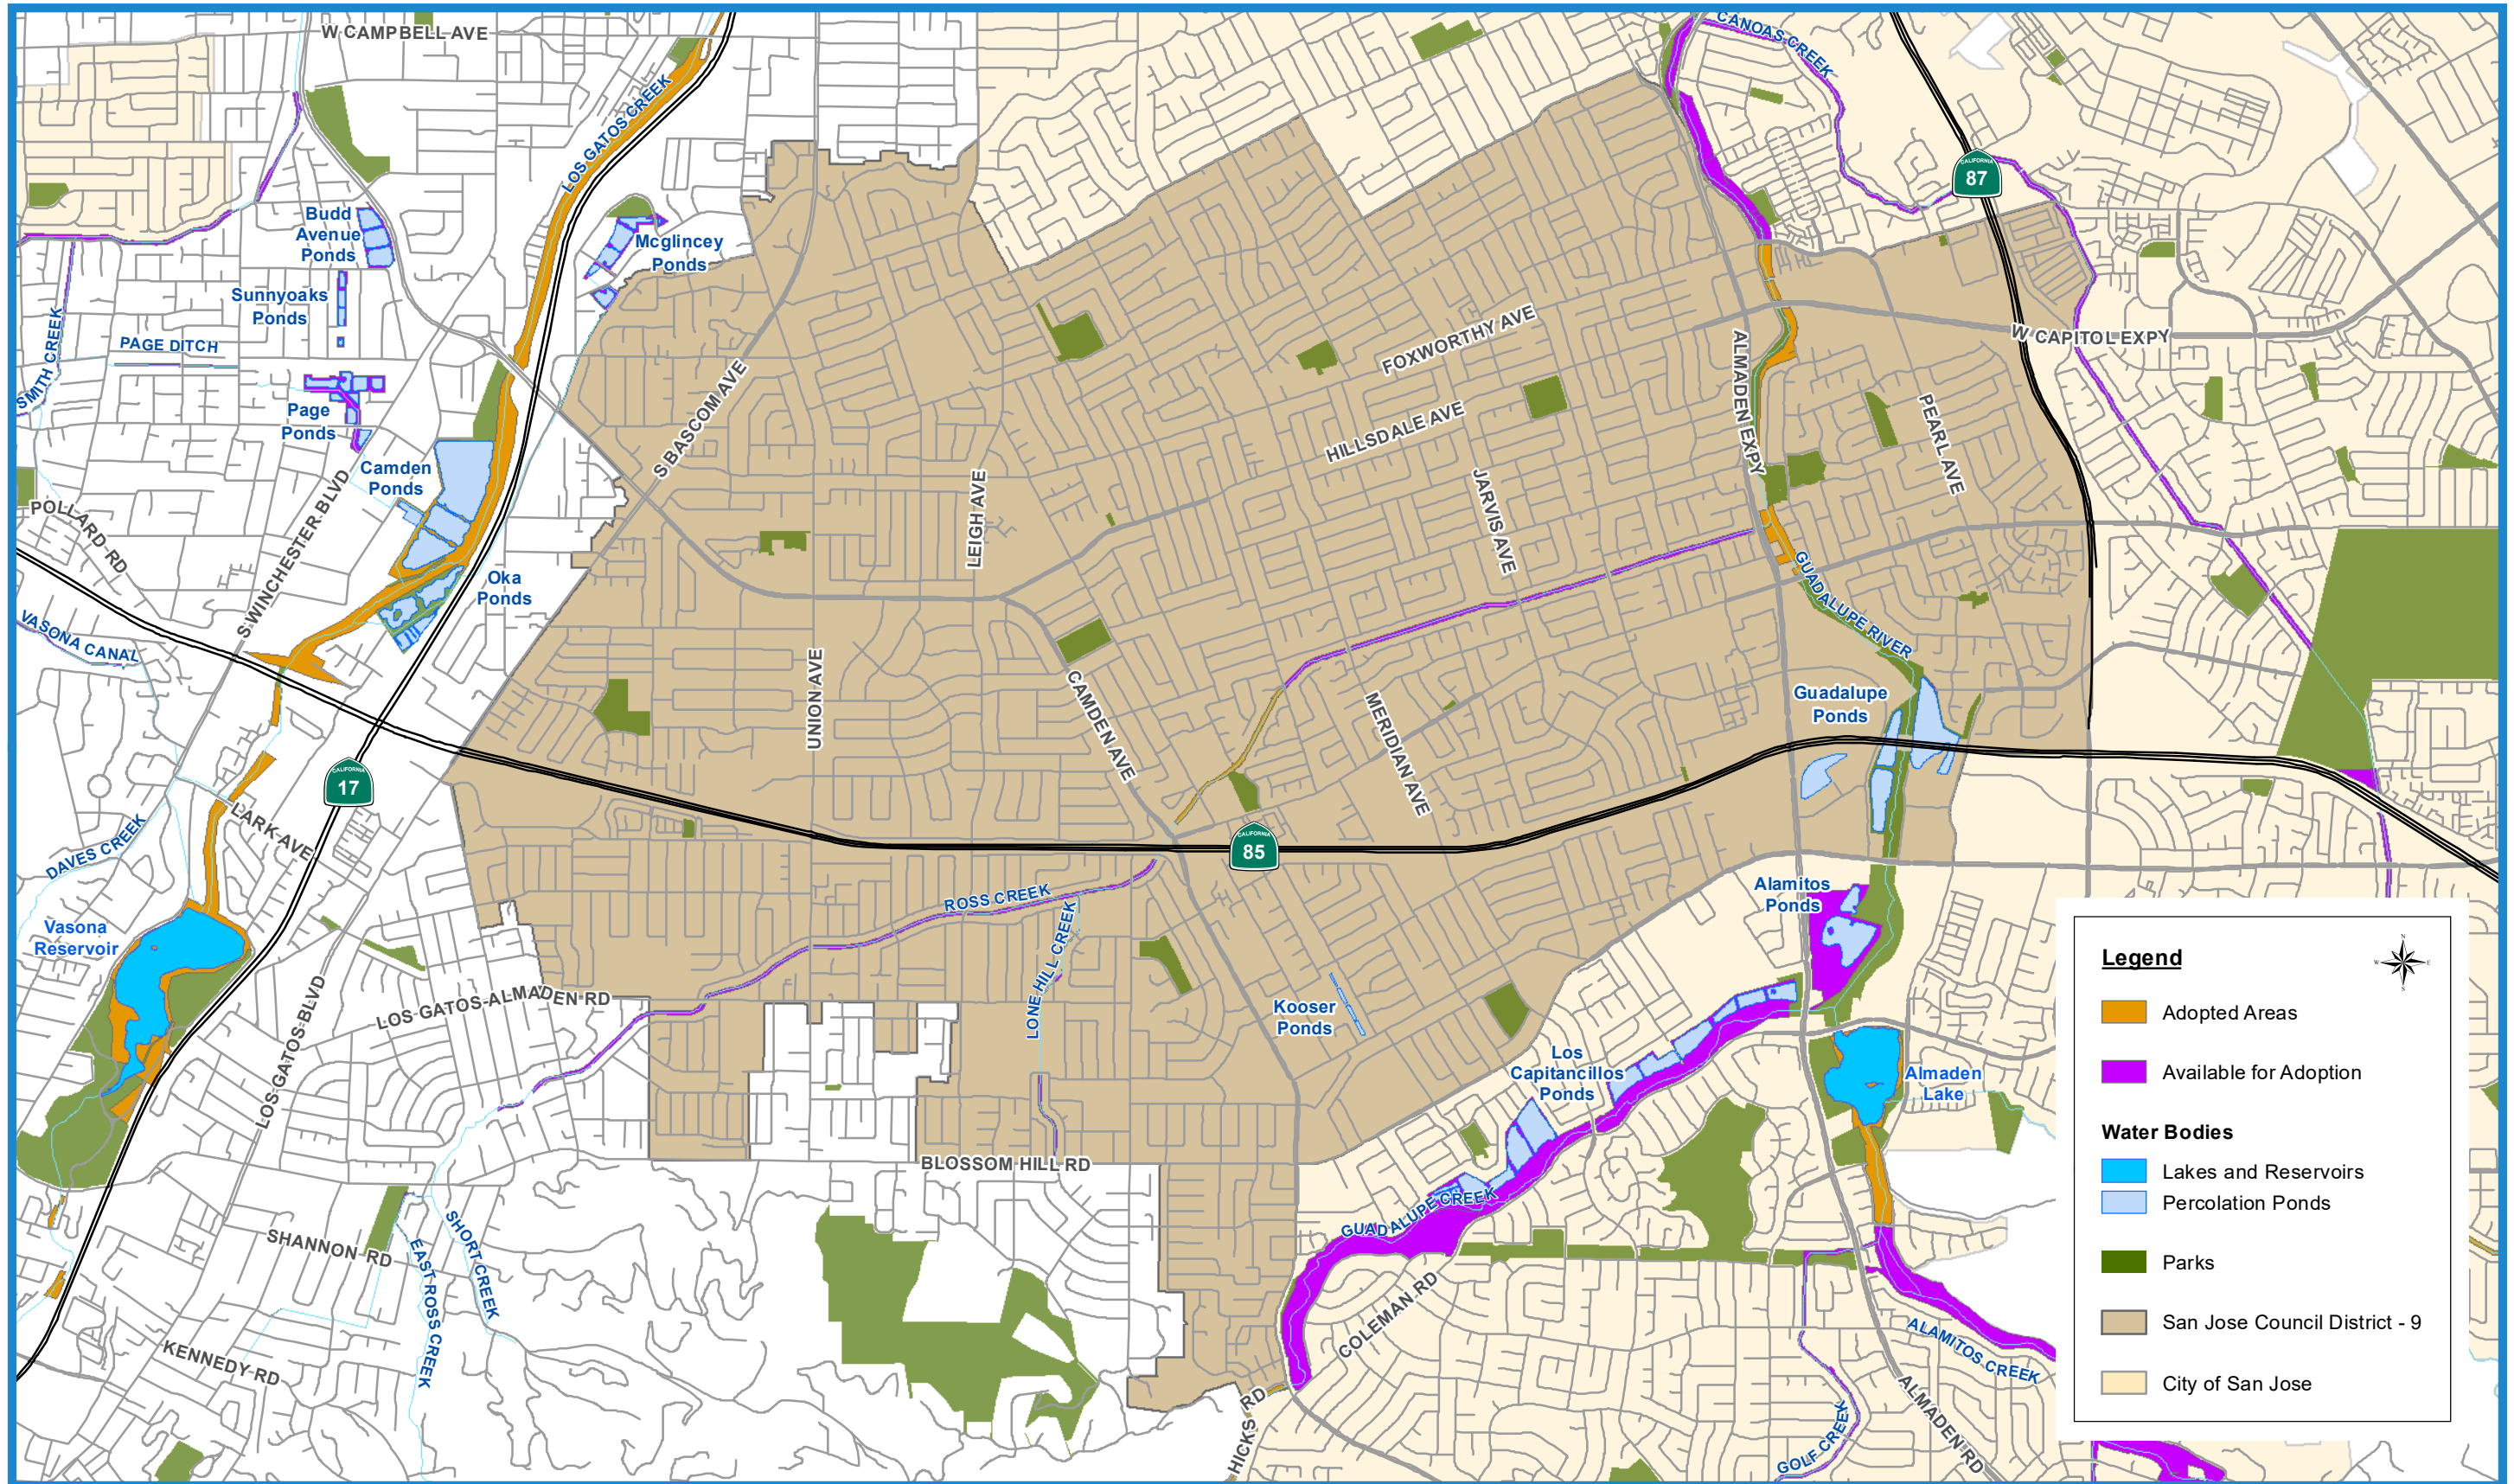 W CAMPBELL AVE
CANOAS CREEK
LOS GATOS CREEK
CALIFORNIA
87
Budd
Avenue
Ponds
Mcglincey
Ponds
Sunnyoaks
Ponds
SMITH CREEK
PAGE DITCH
FOXWORTHY AVE
ALMADEN EXPY
W CAPITOL EXPY
S BASCOM AVE
Page
Ponds
HILLSDALE AVE
PEARL AVE
Camden
Ponds
S WINCHESTER BLVD
LEIGH AVE
JARVIS AVE
POLLARD RD
Oka
Ponds
GUADALUPE RIVER
VASONA CANAL
UNION AVE
CAMDEN AVE
MERIDIAN AVE
Guadalupe
Ponds
CALIFORNIA
17
LARK AVE
DAVES CREEK
CALIFORNIA
85
ROSS CREEK
Alamitos
Ponds
Vasona
Reservoir
LONE HILL CREEK
LOS GATOS-ALMADEN RD
Kooser
Ponds
LOS GATOS BLVD
Los
Capitancillos
Ponds
Almaden
Lake
BLOSSOM HILL RD
GUADALUPE CREEK
SHANNON RD
SHORT CREEK
EAST ROSS CREEK
COLEMAN RD
KENNEDY RD
HICKS RD
ALAMITOS CREEK
ALMADEN RD
GOLF CREEK
Legend
N
W
E
S
Adopted Areas
Available for Adoption
Water Bodies
Lakes and Reservoirs
Percolation Ponds
Parks
San Jose Council District - 9
City of San Jose